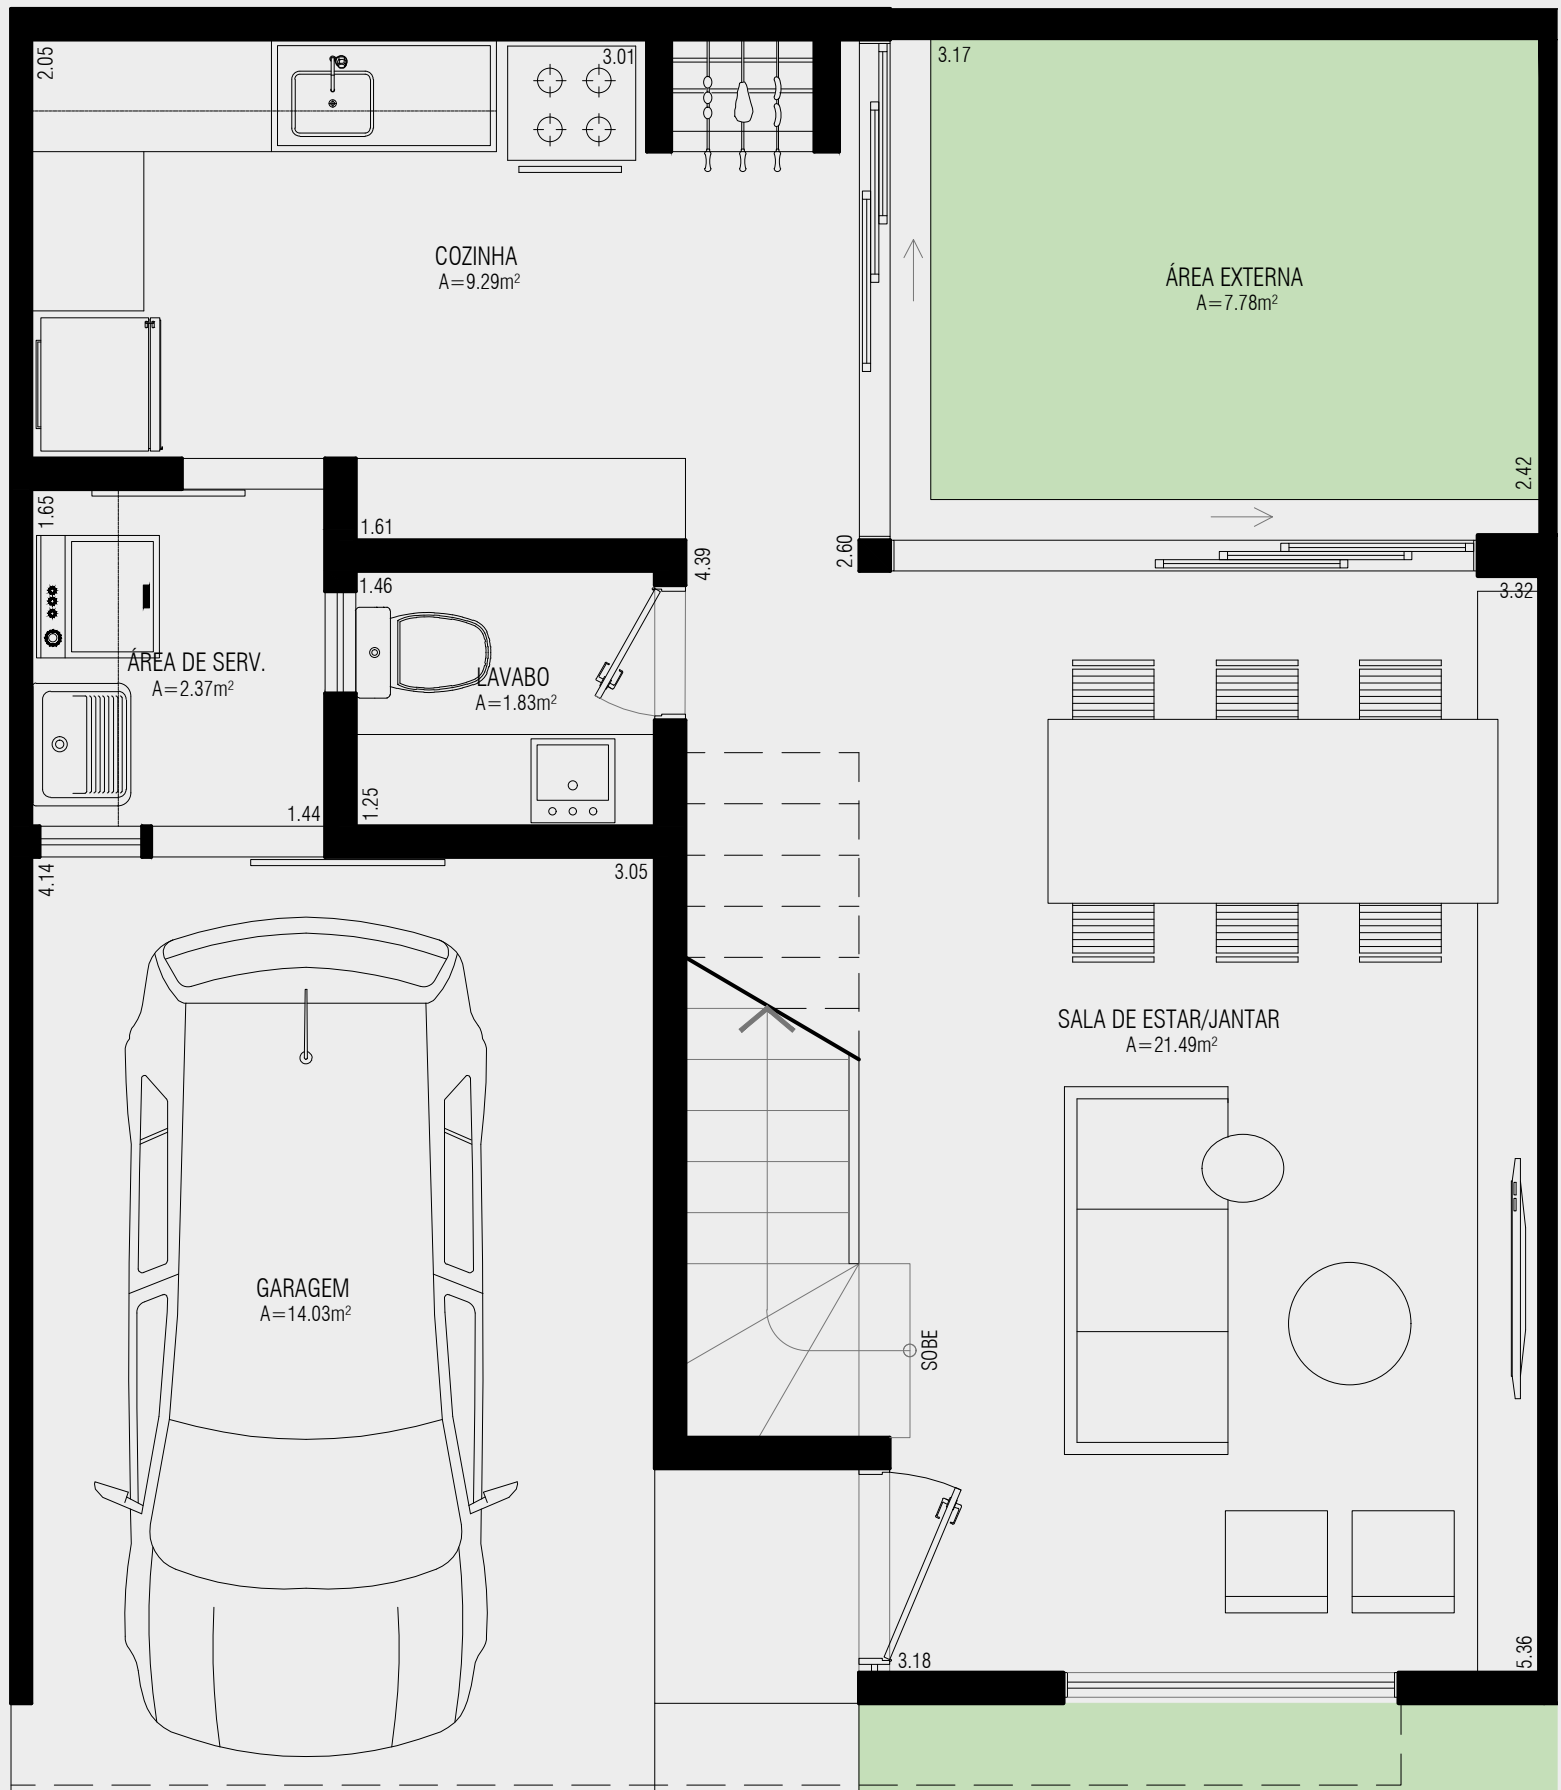 2.05
3.01
3.17
COZINHA
A=9.29m²
ÁREA EXTERNA
A=7.78m²
2.42
1.65
1.61
4.39
2.60
1.46
3.32
ÁREA DE SERV.
A=2.37m²
LAVABO
A=1.83m²
1.25
1.44
4.14
3.05
SALA DE ESTAR/JANTAR
A=21.49m²
GARAGEM
A=14.03m²
SOBE
3.18
5.36